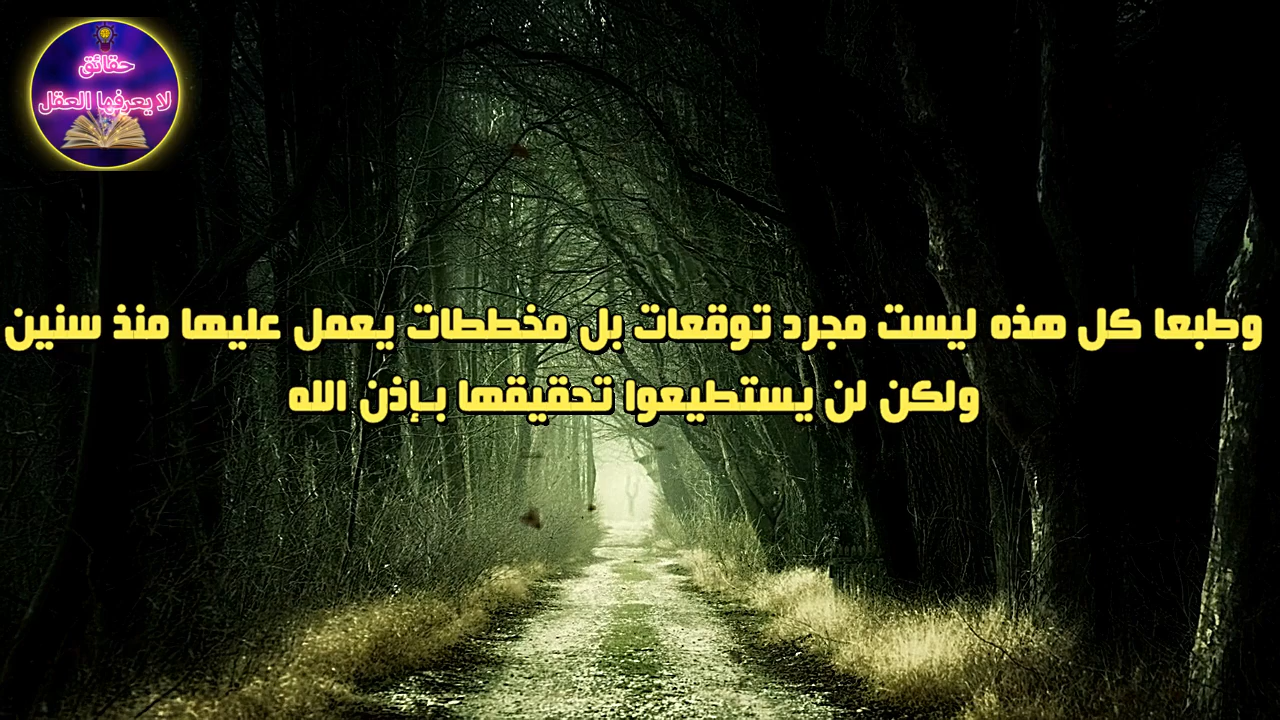 حقائق
لا يعرفها العقل
وطبعا كل هذه ليست مجرد توقعات بل مخططات يعمل عليها منذ سنين
ولكن لن يستطيعوا تحقيقها بإذن الله